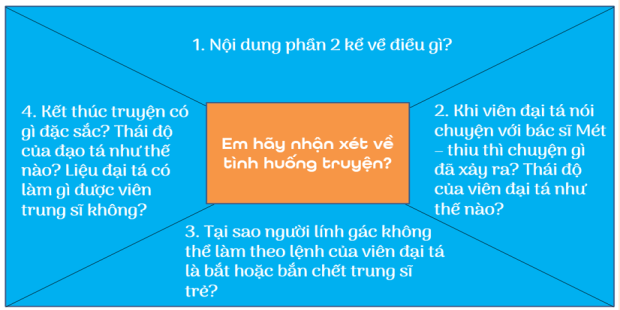 1. Nội dung phần 2 kể về điều gì?
4. Kết thúc truyện có
gì đặc sắc? Thái độ
của đạo tá như thế
nào? Liệu đại tá có
làm gì được viên
trung sĩ không?
Em hãy nhận xét về
tình huống truyện?
2. Khi viên đại tá nói
chuyện với bác sĩ Mét
– thiu thì chuyện gì
đã xảy ra? Thái độ
của viên đại tá như
thế nào?
3. Tại sao người lính gác không
thể làm theo lệnh của viên đại tá
là bắt hoặc bắn chết trung sĩ
trẻ?